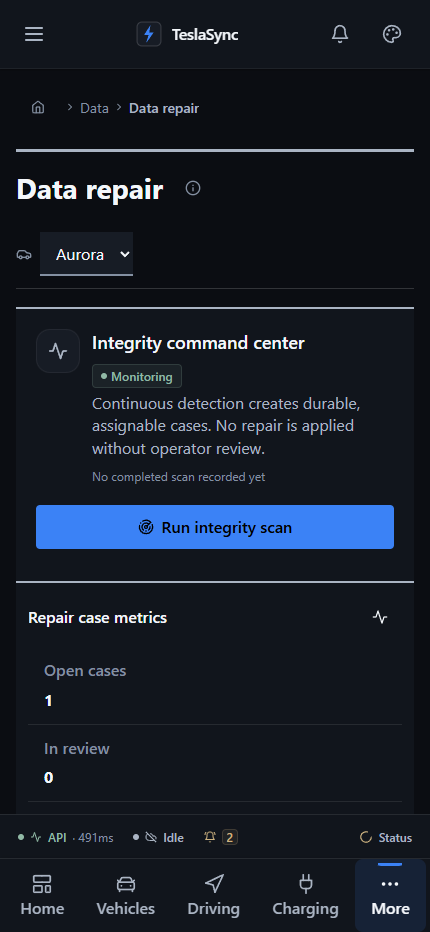 TeslaSync
Data
Data repair
Data repair
Aurora
Integrity command center
Monitoring
Continuous detection creates durable,
assignable cases. No repair is applied
without operator review.
No completed scan recorded yet
Run integrity scan
Repair case metrics
Open cases
1
In review
0
API · 491ms
Idle
2
Status
Home
Vehicles
Driving
Charging
More